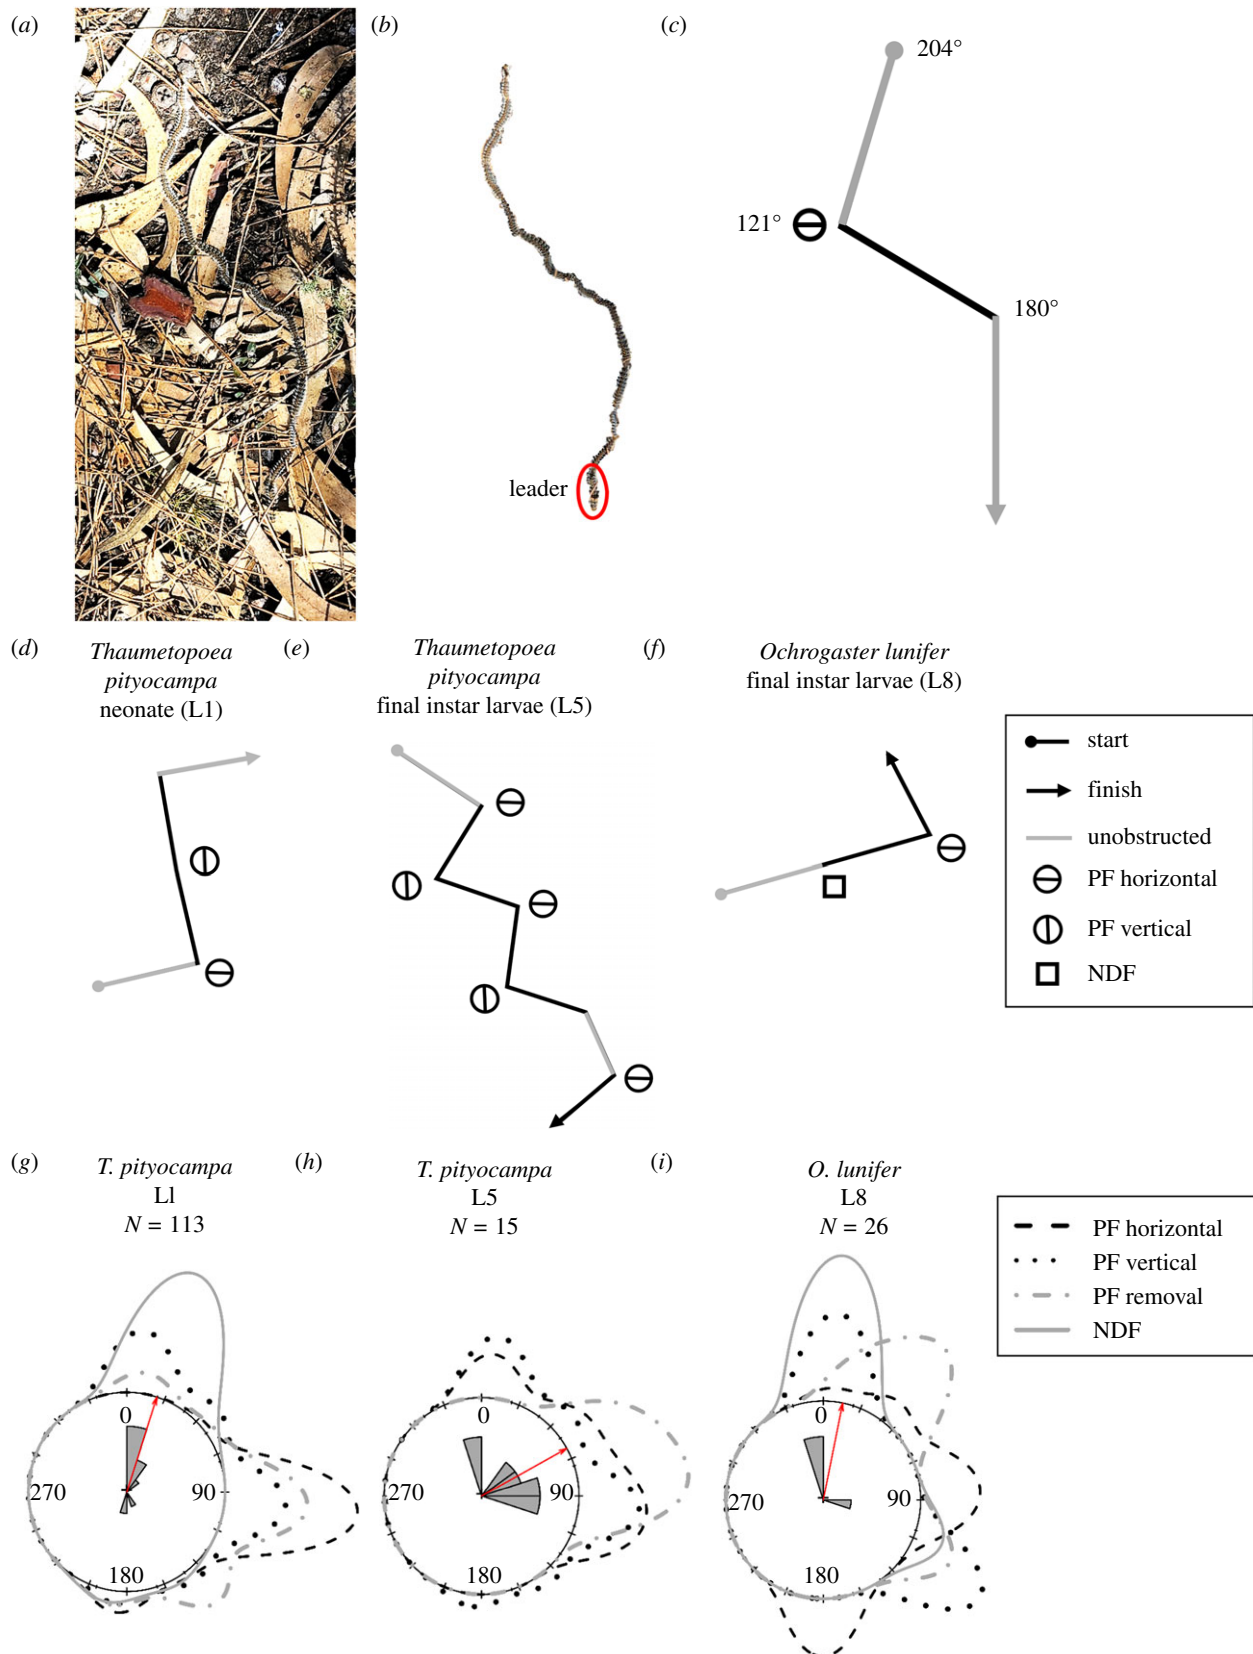 (a)
(b)
(c)
204°
121°
180°
leader
(d)
Thaumetopoea
pityocampa
neonate (L1)
(e)
Thaumetopoea
pityocampa
final instar larvae (L5)
(f)
Ochrogaster lunifer
final instar larvae (L8)
start
finish
unobstructed
PF horizontal
PF vertical
NDF
(g)
T. pityocampa
Ll
N = 113
0
90
180
270
(h)
T. pityocampa
L5
N = 15
0
90
180
270
(i)
O. lunifer
L8
N = 26
0
90
180
270
PF horizontal
PF vertical
PF removal
NDF